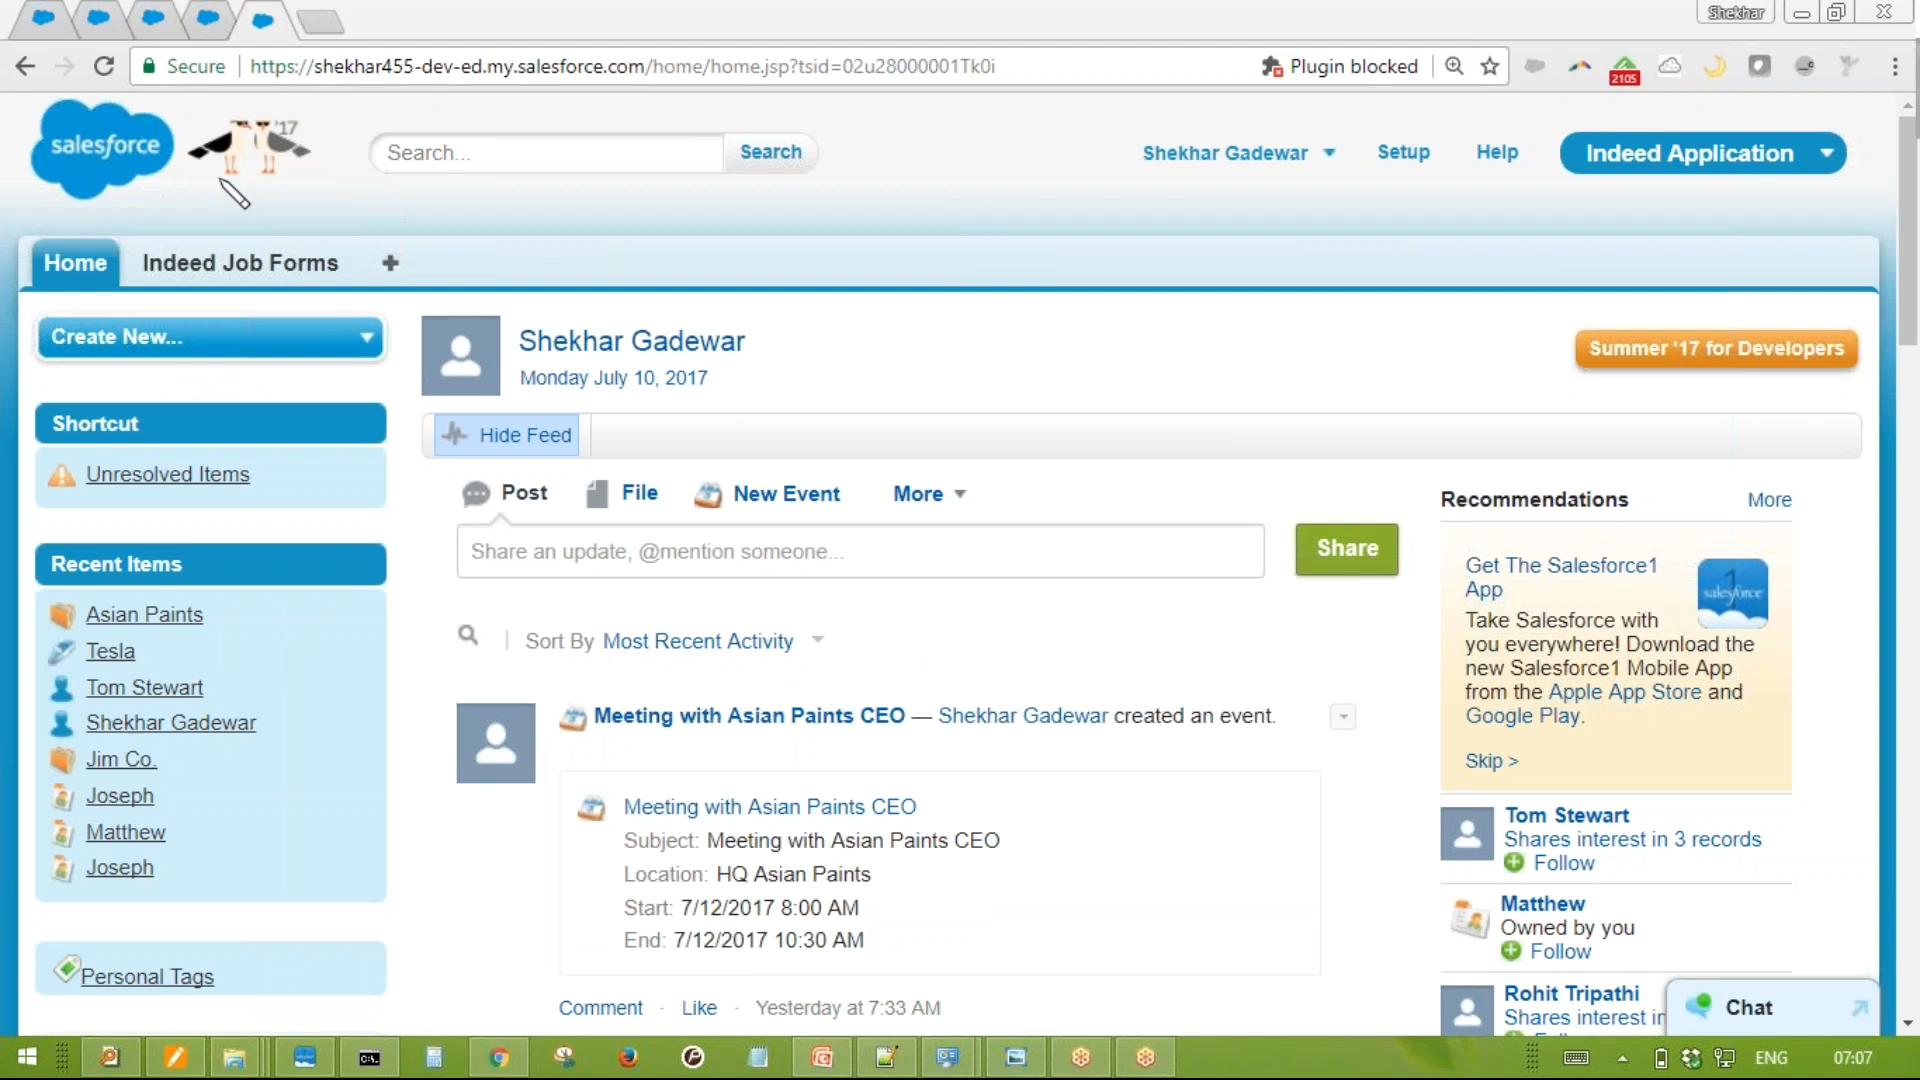 Shekhar
Secure https://shekhar455-dev-ed.my.salesforce.com/home/home.jsp?tsid=02u28000001Tk0i Plugin blocked
2105
salesforce
'17
Search... Search Shekhar Gadewar Setup Help Indeed Application
Home Indeed Job Forms +
Create New...
Shekhar Gadewar
Monday July 10, 2017
Summer '17 for Developers
Shortcut
Unresolved Items
Hide Feed
Post File New Event More
Share an update, @mention someone... Share
Recent Items
Asian Paints
Tesla
Tom Stewart
Shekhar Gadewar
Jim Co.
Joseph
Matthew
Joseph
Personal Tags
Sort By Most Recent Activity
Meeting with Asian Paints CEO — Shekhar Gadewar created an event.
Meeting with Asian Paints CEO
Subject: Meeting with Asian Paints CEO
Location: HQ Asian Paints
Start: 7/12/2017 8:00 AM
End: 7/12/2017 10:30 AM
Comment · Like · Yesterday at 7:33 AM
Recommendations More
Get The Salesforce1
App
salesforce
1
Take Salesforce with
you everywhere! Download the
new Salesforce1 Mobile App
from the Apple App Store and
Google Play.
Skip >
Tom Stewart
Shares interest in 3 records
Follow
Matthew
Owned by you
Follow
Rohit Tripathi
Shares interest in
Chat
C:\
ENG 07:07